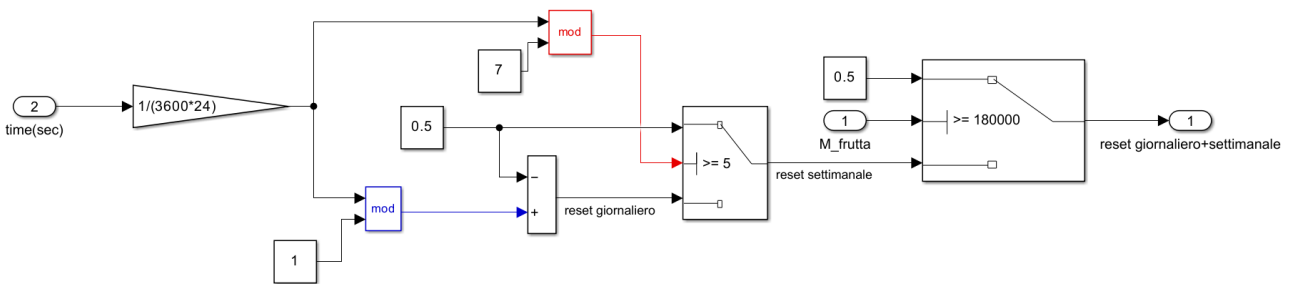 mod
7
0.5
2
1/(3600*24)
time(sec)
0.5
>= 180000
1
M_frutta
1
reset giornaliero+settimanale
>= 5
reset settimanale
−
+
reset giornaliero
mod
1